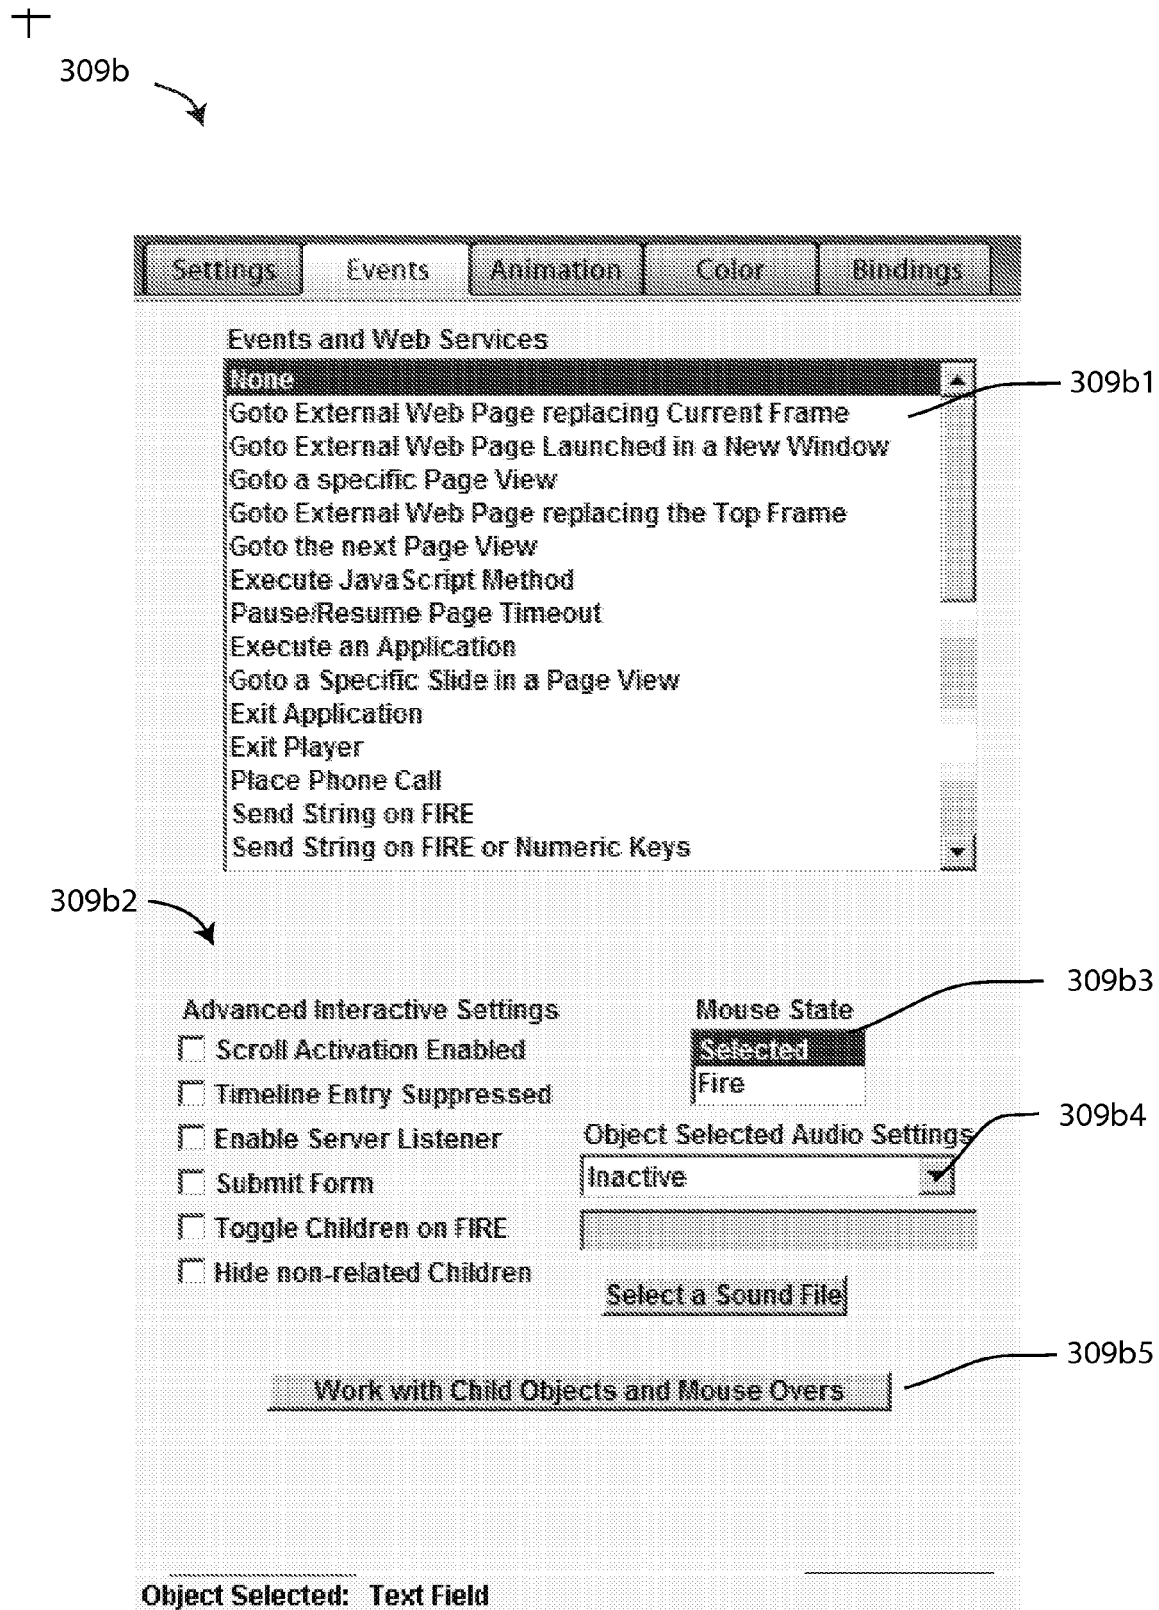 309b
Settings Events Animation Color Bindings
Events and Web Services
None
309b1
Goto External Web Page replacing Current Frame
Goto External Web Page Launched in a New Window
Goto a specific Page View
Goto External Web Page replacing the Top Frame
Goto the next Page View
Execute JavaScript Method
Pause/Resume Page Timeout
Execute an Application
Goto a Specific Slide in a Page View
Exit Application
Exit Player
Place Phone Call
Send String on FIRE
Send String on FIRE or Numeric Keys
309b2
309b3
Advanced Interactive Settings
Scroll Activation Enabled
Timeline Entry Suppressed
Enable Server Listener
Submit Form
Toggle Children on FIRE
Hide non-related Children
Mouse State
Selected
Fire
309b4
Object Selected Audio Settings
Inactive
Select a Sound File
309b5
Work with Child Objects and Mouse Overs
Object Selected: Text Field